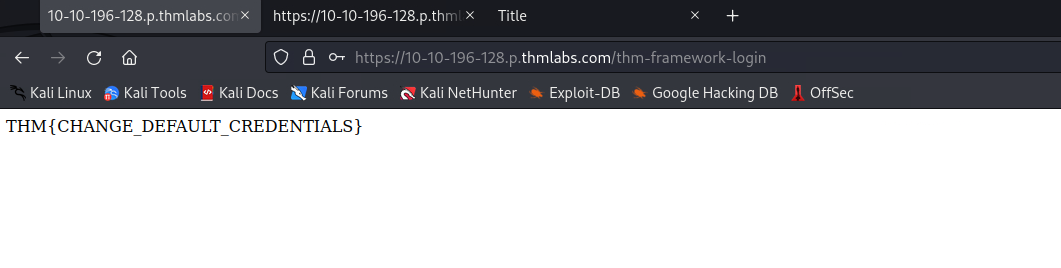 10-10-196-128.p.thmlabs.con
https://10-10-196-128.p.thml
Title
https://10-10-196-128.p.thmlabs.com/thm-framework-login
Kali Linux Kali Tools Kali Docs Kali Forums Kali NetHunter Exploit-DB Google Hacking DB OffSec
THM{CHANGE_DEFAULT_CREDENTIALS}